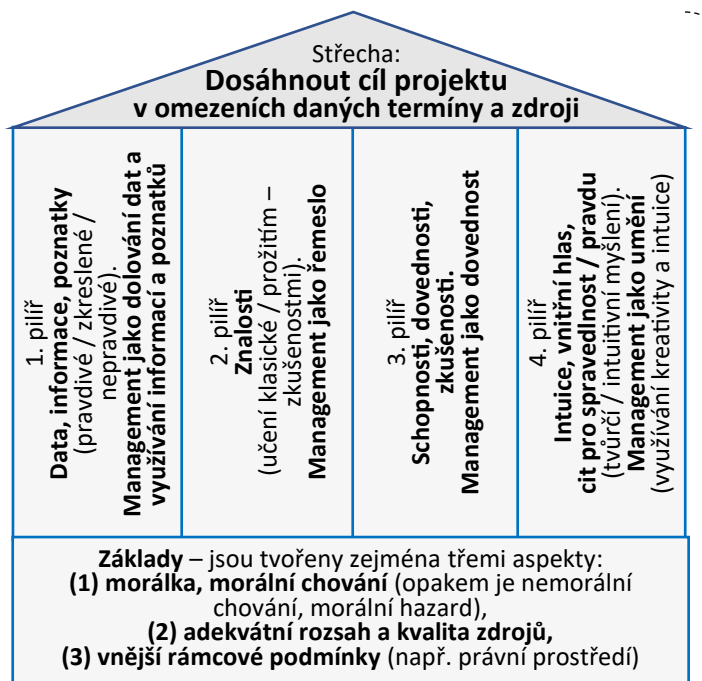 Střecha:
Dosáhnout cíl projektu
v omezeních daných termíny a zdroji
1. pilíř
Data, informace, poznatky
(pravdivé / zkreslené /
nepravdivé).
Management jako dolování dat a
využívání informací a poznatků
2. pilíř
Znalosti
(učení klasické / prožitím –
zkušenostmi).
Management jako řemeslo
3. pilíř
Schopnosti, dovednosti,
zkušenosti.
Management jako dovednost
4. pilíř
Intuice, vnitřní hlas,
cit pro spravedlnost / pravdu
(tvůrčí / intuitivní myšlení).
Management jako umění
(využívání kreativity a intuice)
Základy – jsou tvořeny zejména třemi aspekty:
(1) morálka, morální chování (opakem je nemorální
chování, morální hazard),
(2) adekvátní rozsah a kvalita zdrojů,
(3) vnější rámcové podmínky (např. právní prostředí)